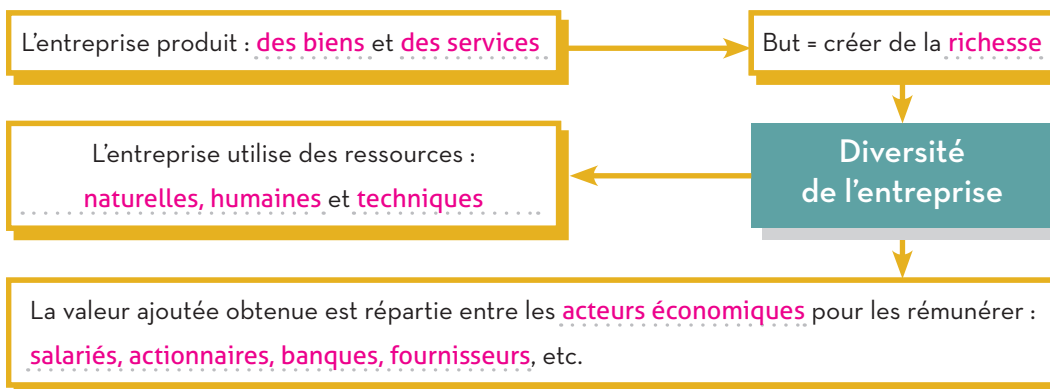 L'entreprise produit : des biens et des services
But = créer de la richesse
L'entreprise utilise des ressources :
naturelles, humaines et techniques
Diversité
de l'entreprise
La valeur ajoutée obtenue est répartie entre les acteurs économiques pour les rémunérer :
salariés, actionnaires, banques, fournisseurs, etc.